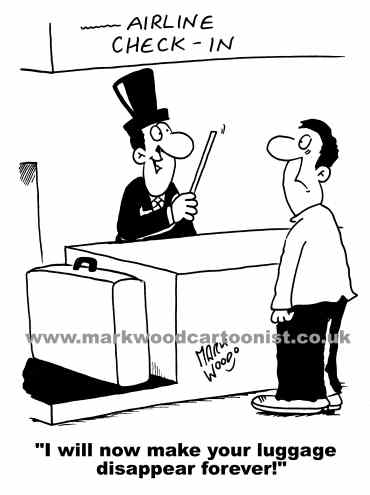 AIRLINE
CHECK-IN
www.markwoodcartoonist.co.uk
MARK
WOOD
"I will now make your luggage
disappear forever!"